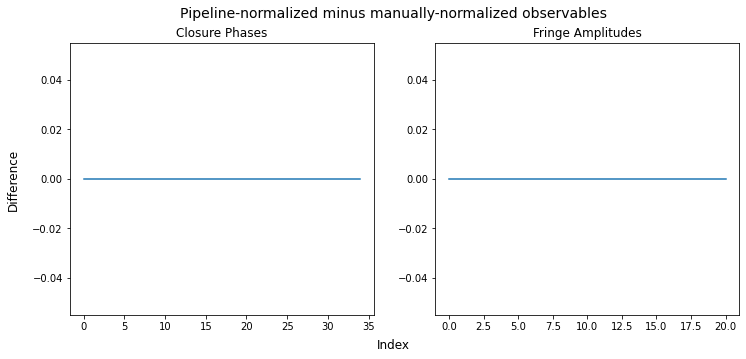 Pipeline-normalized minus manually-normalized observables
Closure Phases
Fringe Amplitudes
Difference
0.04
0.02
0.00
−0.02
−0.04
0 5 10 15 20 25 30 35
0.04
0.02
0.00
−0.02
−0.04
0.0 2.5 5.0 7.5 10.0 12.5 15.0 17.5 20.0
Index